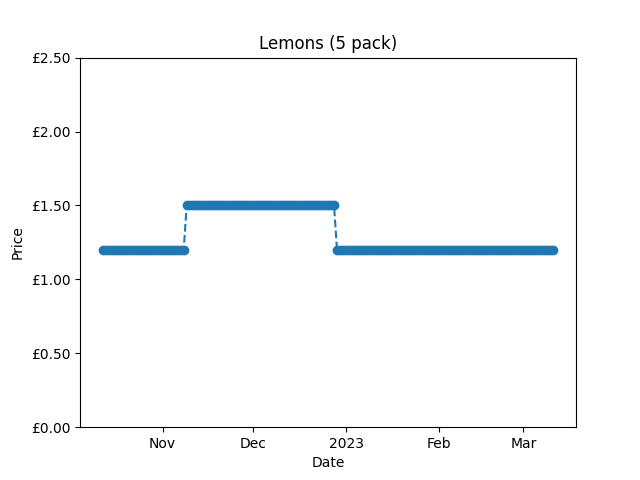 Lemons (5 pack)
£2.50
£2.00
£1.50
£1.00
£0.50
£0.00
Price
Nov Dec 2023 Feb Mar
Date